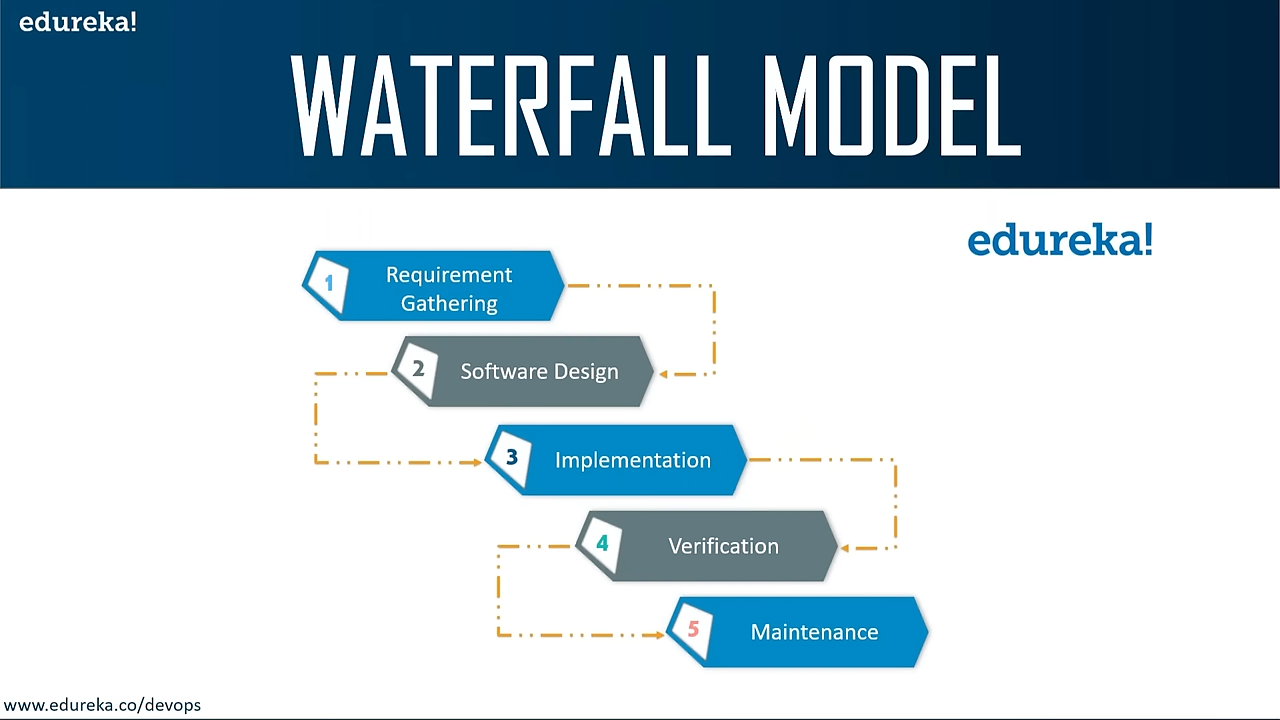 edureka!
WATERFALL MODEL
edureka!
1
Requirement
Gathering
2
Software Design
3
Implementation
4
Verification
5
Maintenance
www.edureka.co/devops